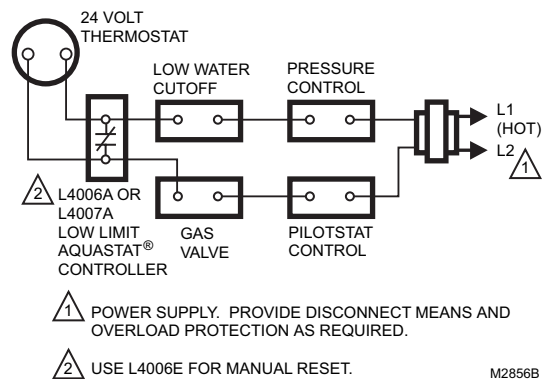 24 VOLT
THERMOSTAT
LOW WATER
CUTOFF
PRESSURE
CONTROL
L1
(HOT)
L2
1
2
L4006A OR
L4007A
LOW LIMIT
AQUASTAT®
CONTROLLER
GAS
VALVE
PILOTSTAT
CONTROL
1 POWER SUPPLY. PROVIDE DISCONNECT MEANS AND
OVERLOAD PROTECTION AS REQUIRED.
2 USE L4006E FOR MANUAL RESET.
M2856B